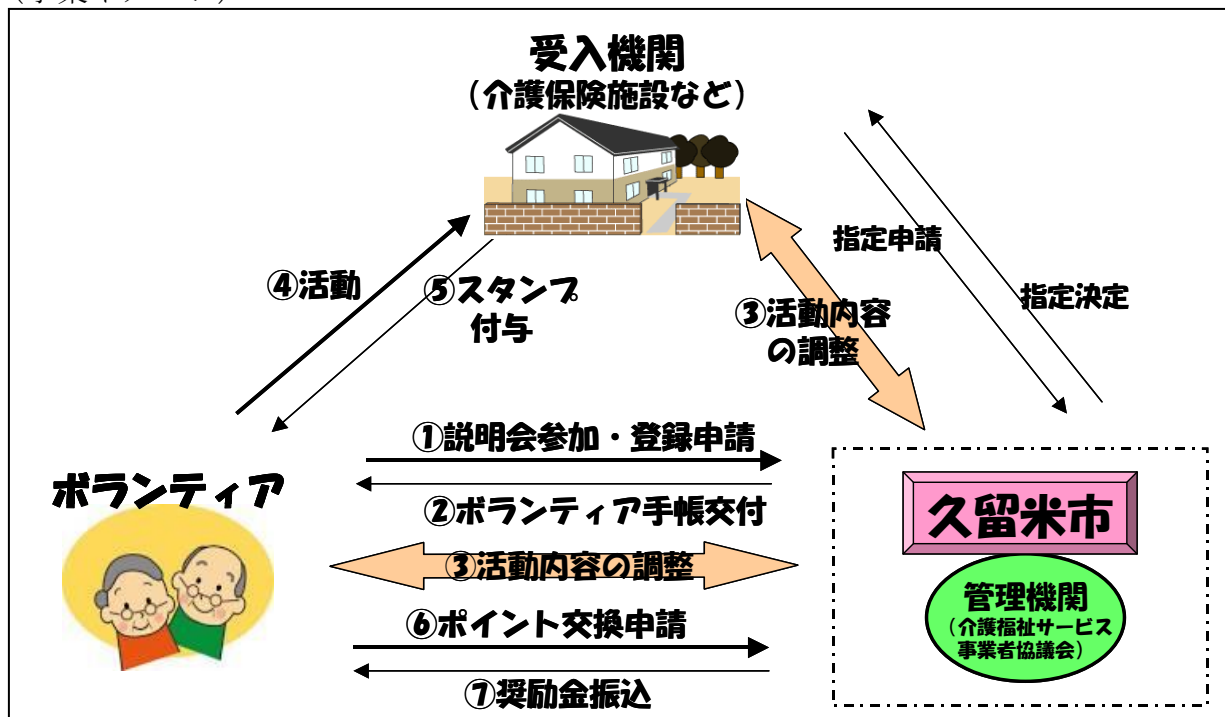 受入機関
（介護保険施設など）
指定申請
指定決定
④活動
⑤スタンプ
付与
③活動内容
の調整
①説明会参加・登録申請
ボランティア
②ボランティア手帳交付
久留米市
③活動内容の調整
管理機関
（介護福祉サービス
事業者協議会）
⑥ポイント交換申請
⑦奨励金振込